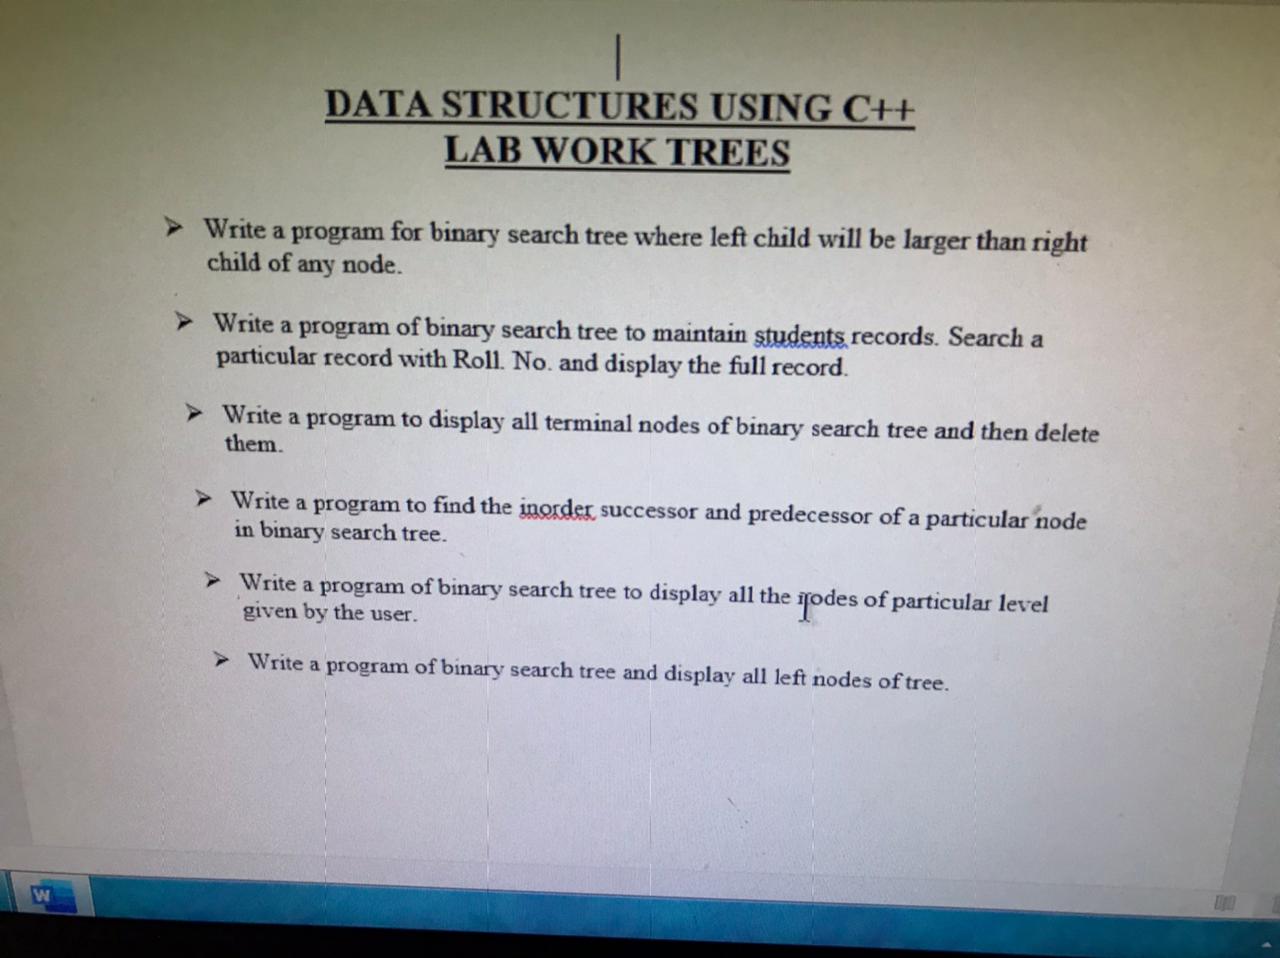 DATA STRUCTURES USING C++
LAB WORK TREES
➤ Write a program for binary search tree where left child will be larger than right
child of any node.
➤ Write a program of binary search tree to maintain students records. Search a
particular record with Roll. No. and display the full record.
➤ Write a program to display all terminal nodes of binary search tree and then delete
them.
➤ Write a program to find the inorder successor and predecessor of a particular node
in binary search tree.
➤ Write a program of binary search tree to display all the nodes of particular level
given by the user.
➤ Write a program of binary search tree and display all left nodes of tree.
W